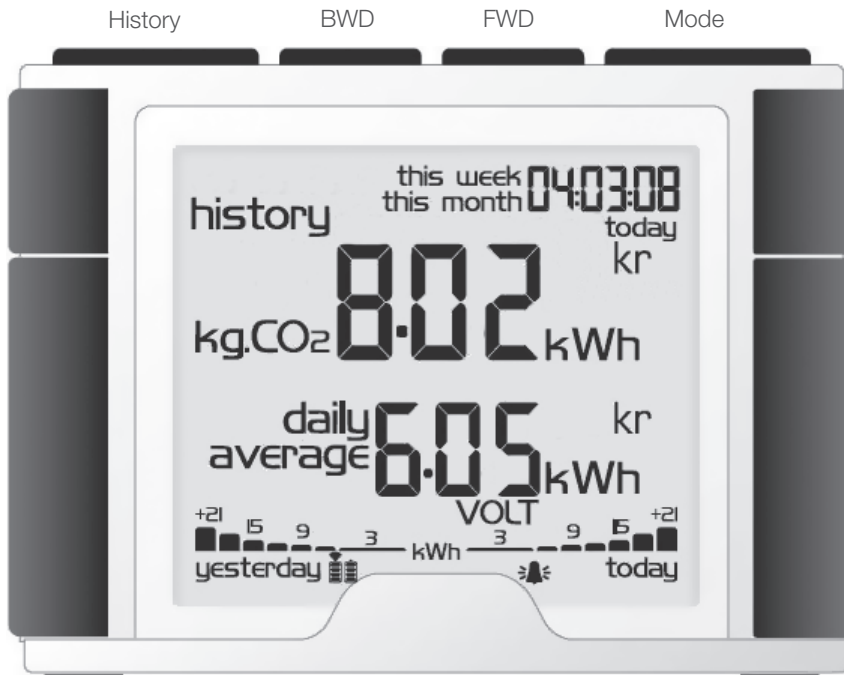 History BWD FWD Mode
this week 04:03:08
this month
history today
kr
8.02
kg.CO2 kWh
daily kr
average 6.05 kWh
VOLT
+21 15 9 3 kWh 3 9 15 +21
yesterday today